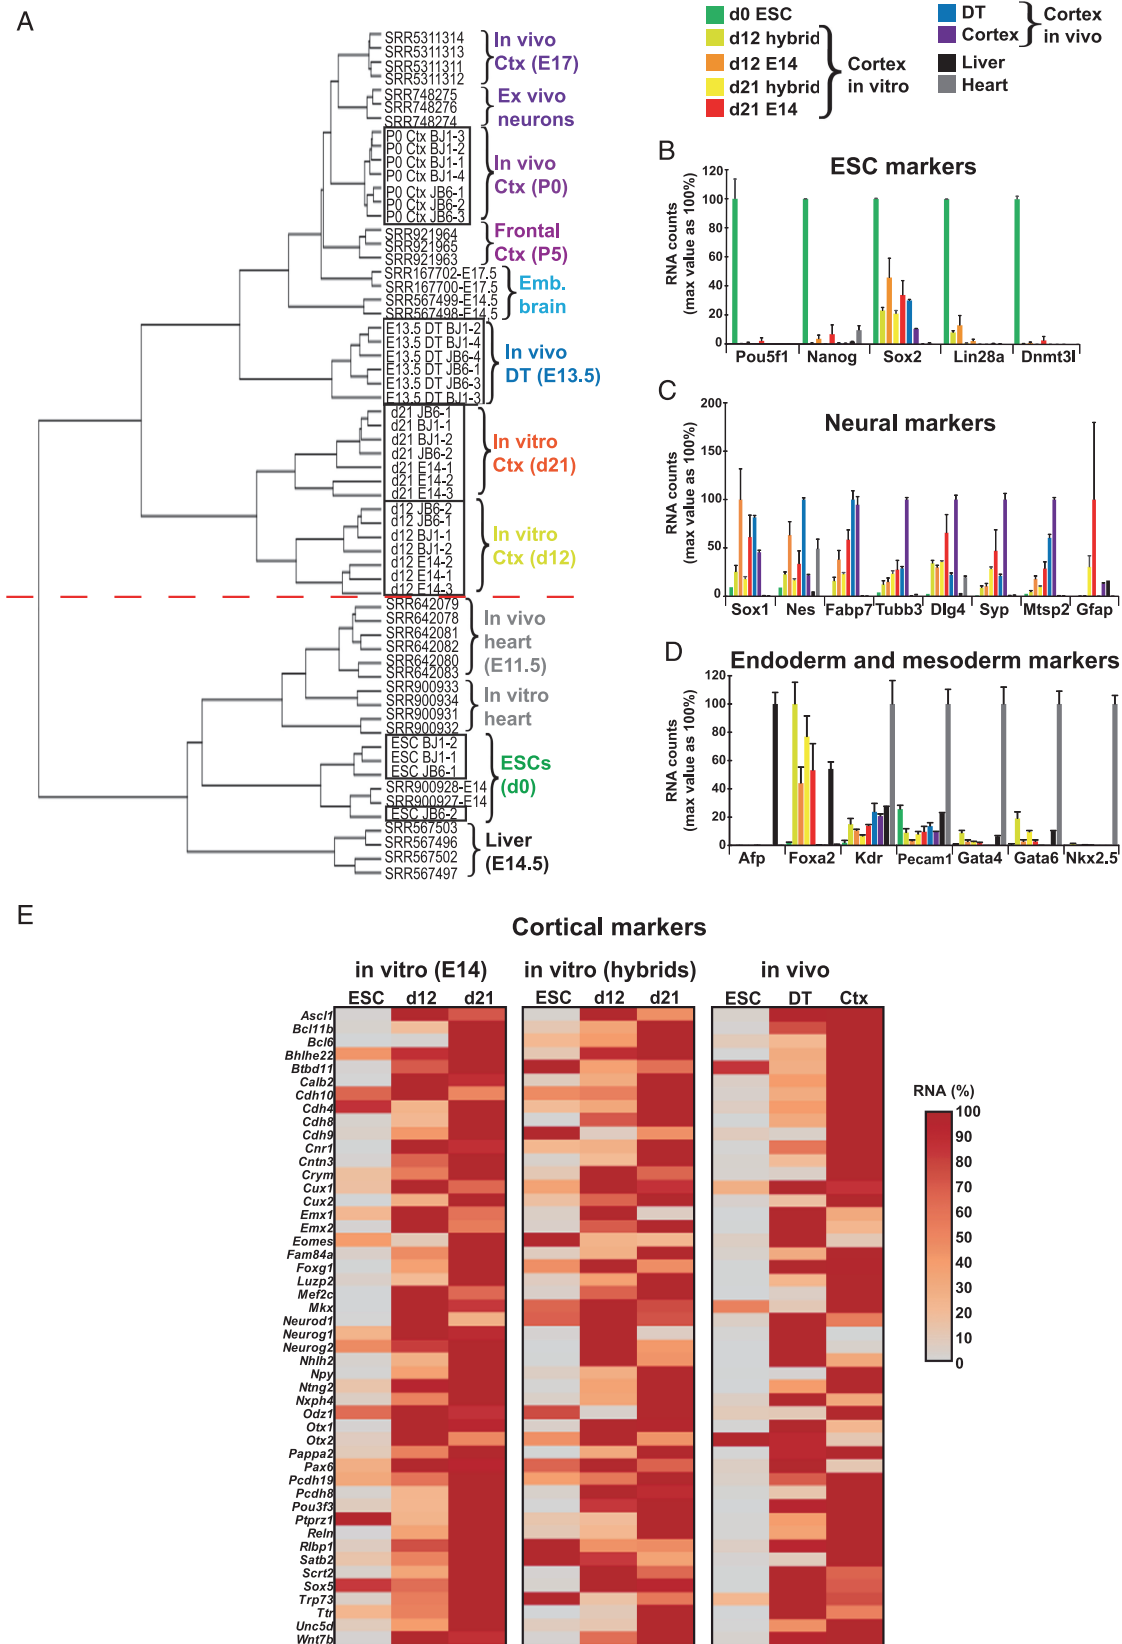 A
SRR5311314
SRR5311313
SRR5311311
SRR5311312
In vivo
Ctx (E17)
SRR748275
SRR748276
SRR748274
Ex vivo
neurons
P0 Ctx BJ1-3
P0 Ctx BJ1-2
P0 Ctx BJ1-1
P0 Ctx BJ1-4
P0 Ctx JB6-1
P0 Ctx JB6-2
P0 Ctx JB6-3
In vivo
Ctx (P0)
SRR921964
SRR921965
SRR921963
Frontal
Ctx (P5)
SRR167702-E17.5
SRR167700-E17.5
SRR567499-E14.5
SRR567498-E14.5
Emb.
brain
E13.5 DT BJ1-2
E13.5 DT BJ1-4
E13.5 DT JB6-4
E13.5 DT JB6-1
E13.5 DT JB6-3
E13.5 DT BJ1-3
In vivo
DT (E13.5)
d21 JB6-1
d21 BJ1-1
d21 BJ1-2
d21 JB6-2
d21 E14-1
d21 E14-2
d21 E14-3
In vitro
Ctx (d21)
d12 JB6-2
d12 JB6-1
d12 BJ1-1
d12 BJ1-2
d12 E14-2
d12 E14-1
d12 E14-3
In vitro
Ctx (d12)
SRR642079
SRR642078
SRR642081
SRR642082
SRR642080
SRR642083
In vivo
heart
(E11.5)
SRR900933
SRR900934
SRR900931
SRR900932
In vitro
heart
ESC BJ1-2
ESC BJ1-1
ESC JB6-1
SRR900928-E14
SRR900927-E14
ESC JB6-2
ESCs
(d0)
SRR567503
SRR567496
SRR567502
SRR567497
Liver
(E14.5)
d0 ESC
d12 hybrid
d12 E14
d21 hybrid
d21 E14
Cortex
in vitro
DT
Cortex
Cortex
in vivo
Liver
Heart
B
ESC markers
RNA counts
(max value as 100%)
120
100
80
60
40
20
0
Pou5f1 Nanog Sox2 Lin28a Dnmt3l
C
Neural markers
RNA counts
(max value as 100%)
200
150
100
50
0
Sox1 Nes Fabp7 Tubb3 Dlg4 Syp Mtsp2 Gfap
D
Endoderm and mesoderm markers
RNA counts
(max value as 100%)
120
100
80
60
40
20
0
Afp Foxa2 Kdr Pecam1 Gata4 Gata6 Nkx2.5
E
Cortical markers
in vitro (E14) in vitro (hybrids) in vivo
ESC d12 d21 ESC d12 d21 ESC DT Ctx
Ascl1
Bcl11b
Bcl6
Bhlhe22
Btbd11
Calb2
Cdh10
Cdh4
Cdh8
Cdh9
Cnr1
Cntn3
Crym
Cux1
Cux2
Emx1
Emx2
Eomes
Fam84a
Foxg1
Luzp2
Mef2c
Mkx
Neurod1
Neurog1
Neurog2
Nhlh2
Npy
Ntng2
Nxph4
Odz1
Otx1
Otx2
Pappa2
Pax6
Pcdh19
Pcdh8
Pou3f3
Ptprz1
Reln
Rlbp1
Satb2
Scrt2
Sox5
Trp73
Ttr
Unc5d
Wnt7b
RNA (%)
100
90
80
70
60
50
40
30
20
10
0